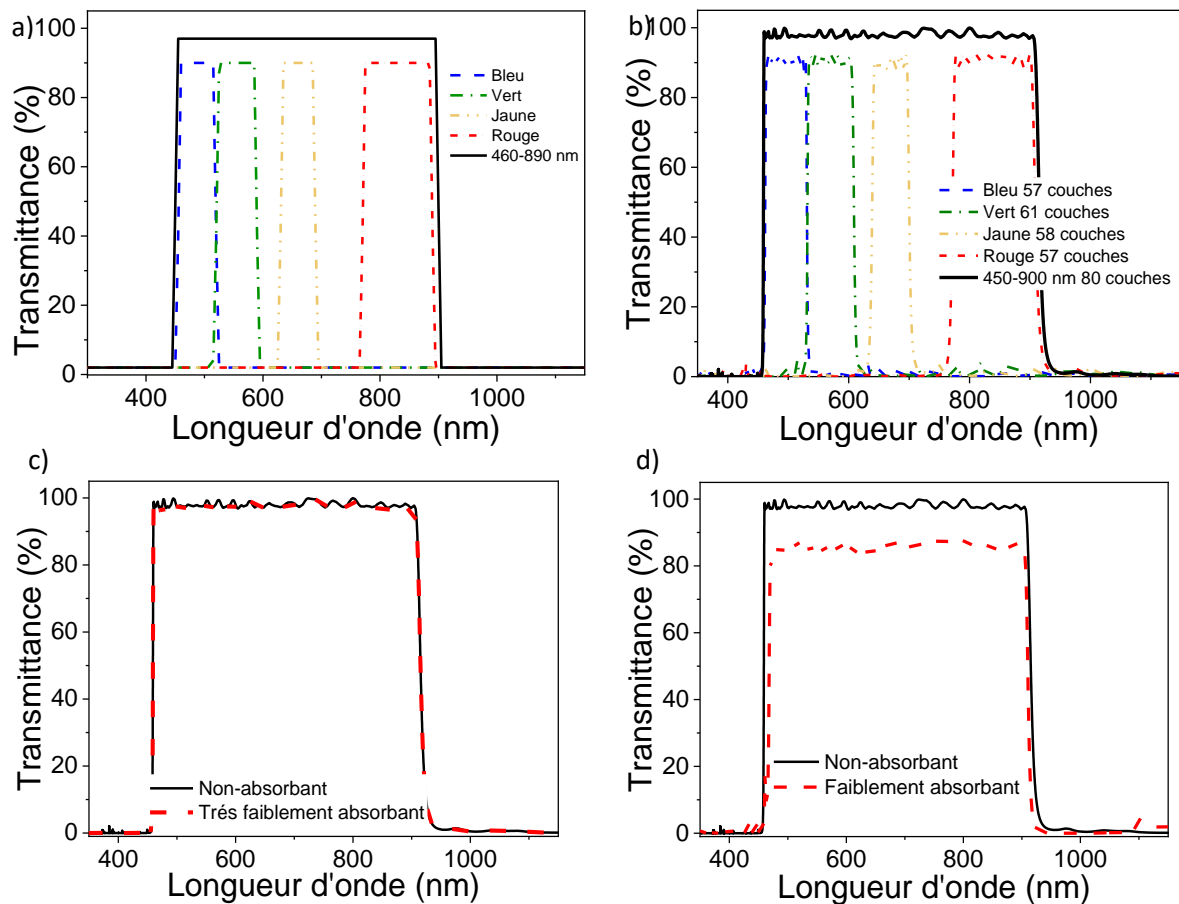 a)
Transmittance (%)
100
80
60
40
20
0
400
600
800
1000
Longueur d'onde (nm)
Bleu
Vert
Jaune
Rouge
460-890 nm
b)
Transmittance (%)
100
80
60
40
20
0
400
600
800
1000
Longueur d'onde (nm)
Bleu 57 couches
Vert 61 couches
Jaune 58 couches
Rouge 57 couches
450-900 nm 80 couches
c)
Transmittance (%)
100
80
60
40
20
0
400
600
800
1000
Longueur d'onde (nm)
Non-absorbant
Trés faiblement absorbant
d)
Transmittance (%)
100
80
60
40
20
0
400
600
800
1000
Longueur d'onde (nm)
Non-absorbant
Faiblement absorbant